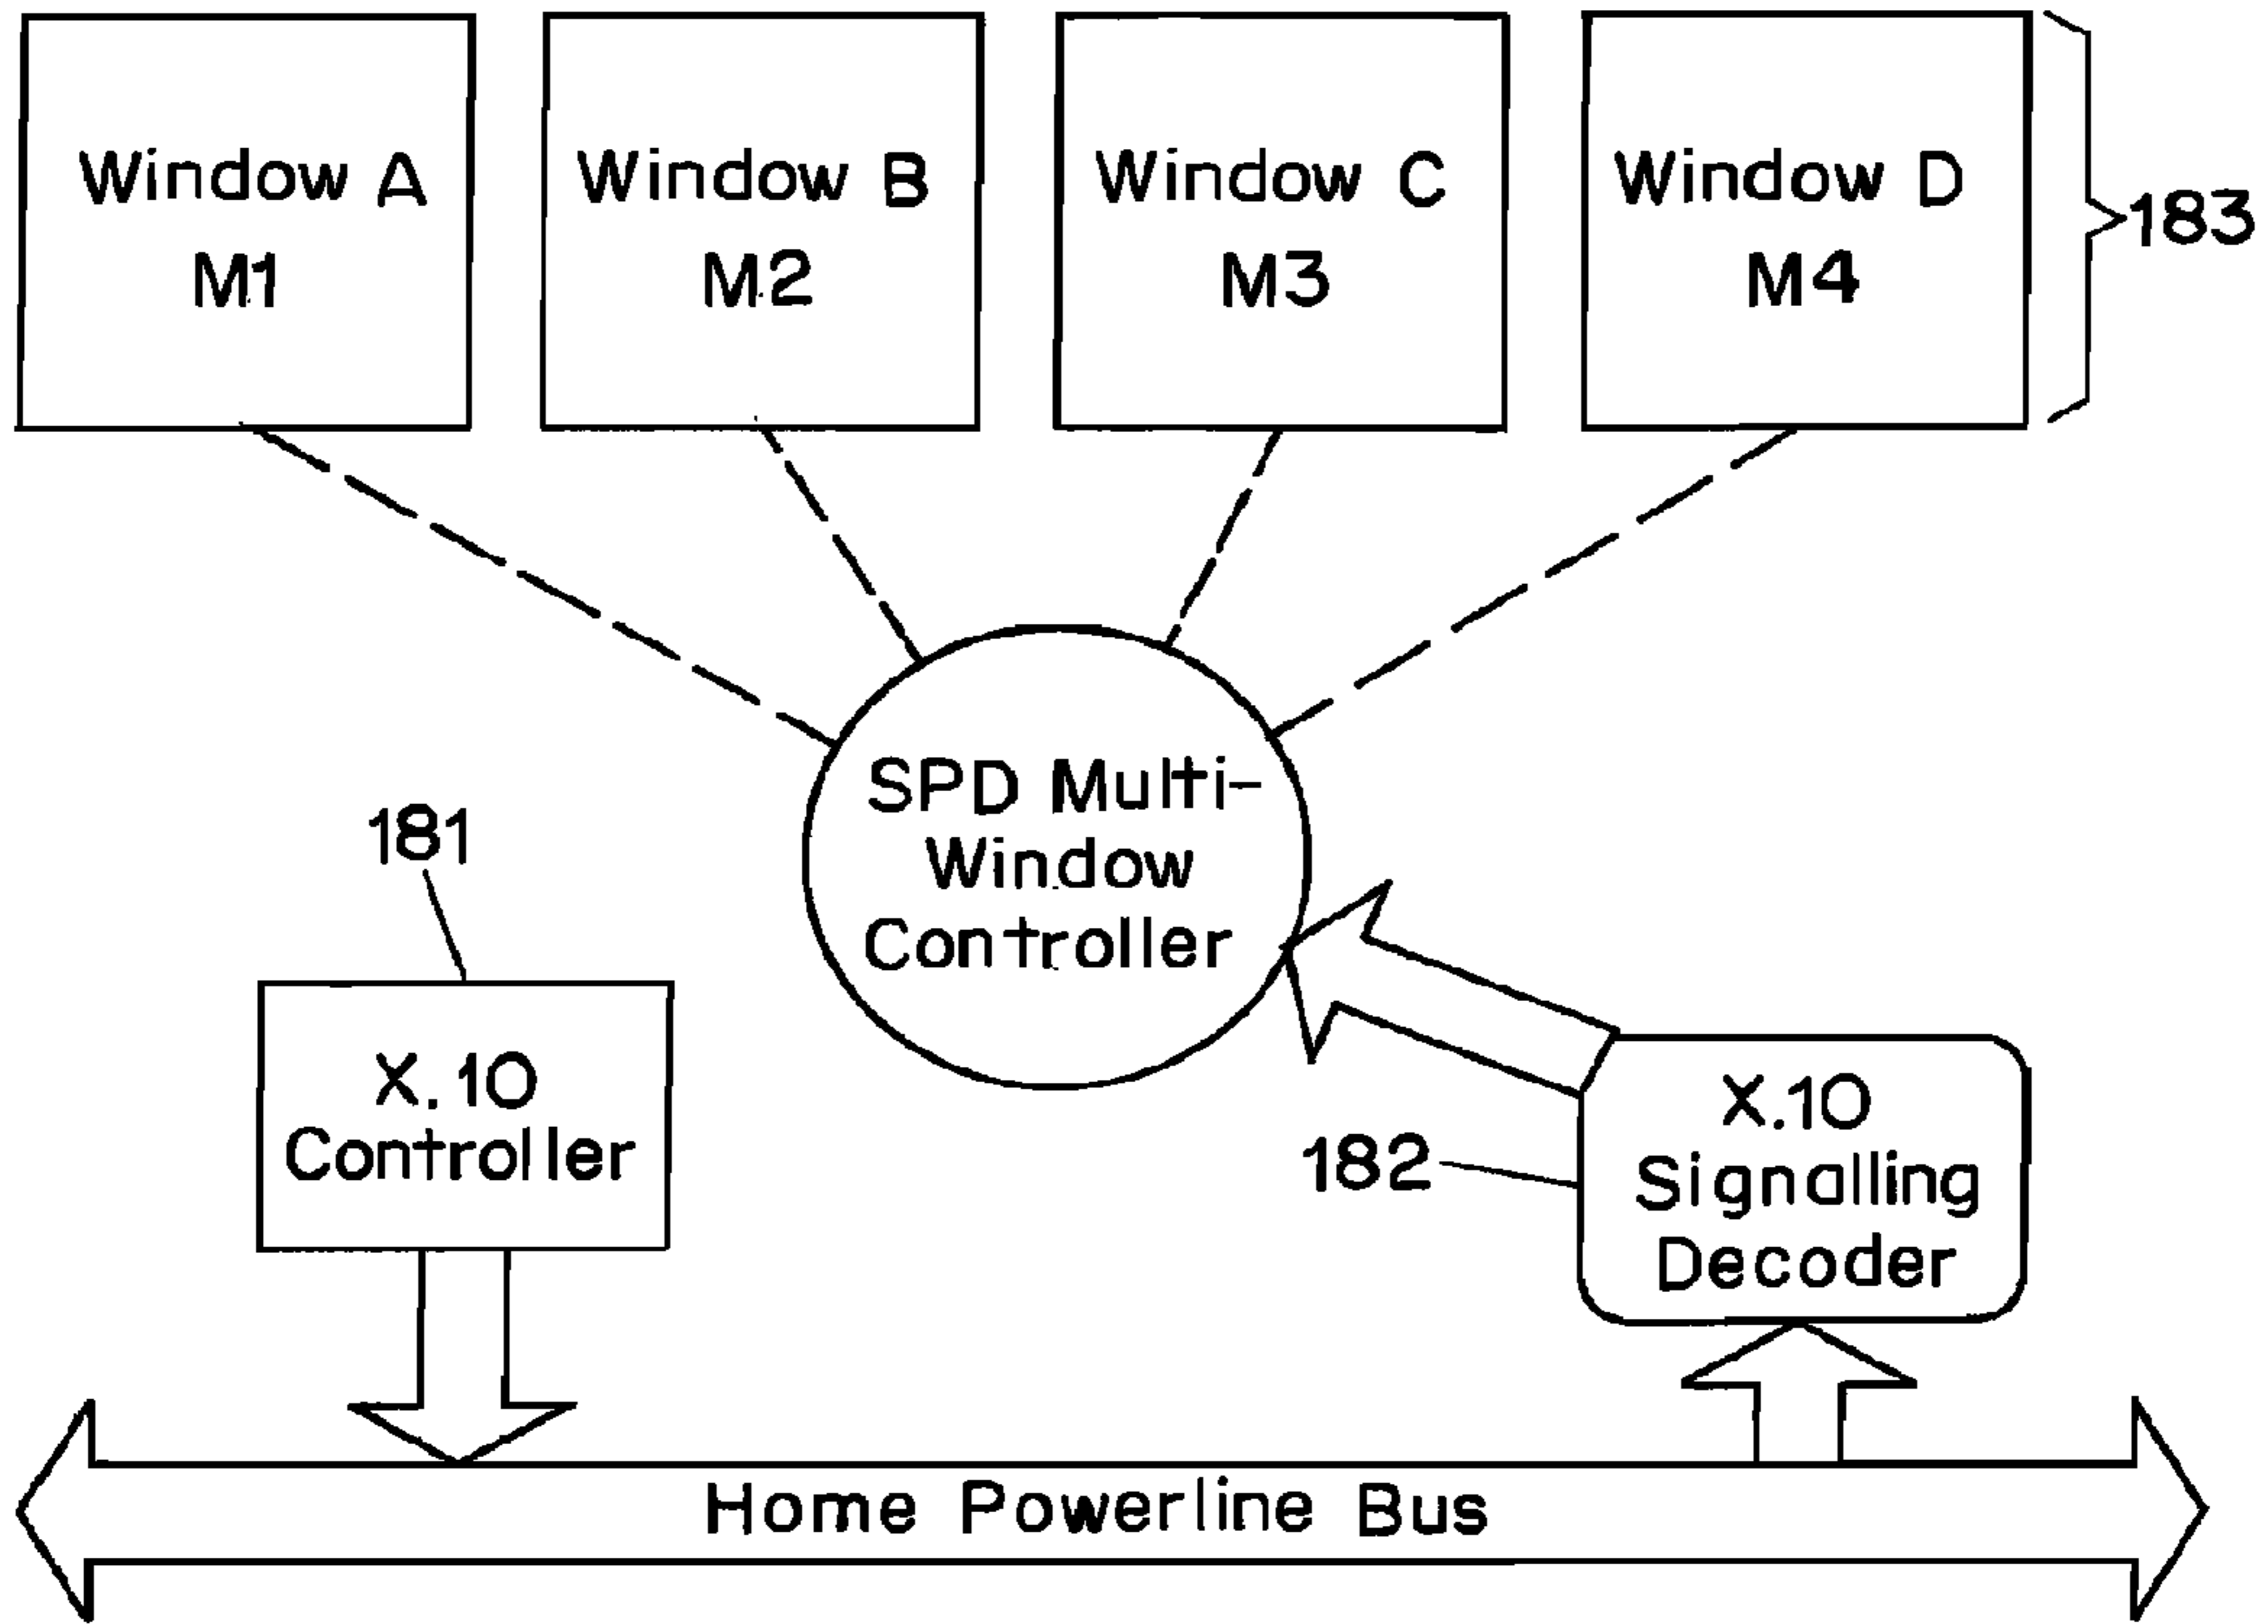 Window A
M1
Window B
M2
Window C
M3
Window D
M4
183
SPD Multi-
Window
Controller
181
X.10
Controller
182
X.10
Signalling
Decoder
Home Powerline Bus